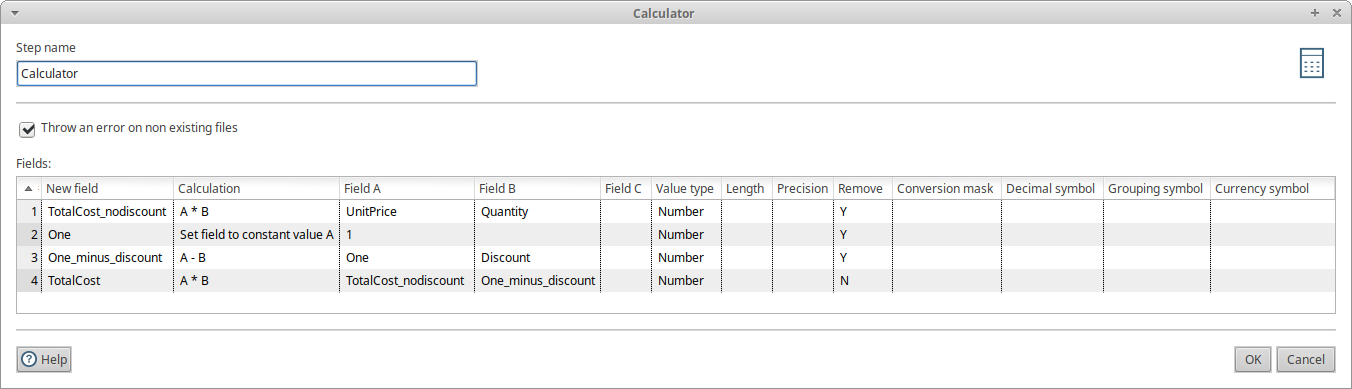 Calculator
Step name
Calculator
Throw an error on non existing files
Fields:
New field Calculation Field A Field B Field C Value type Length Precision Remove Conversion mask Decimal symbol Grouping symbol Currency symbol
1 TotalCost_nodiscount A * B UnitPrice Quantity Number Y
2 One Set field to constant value A 1 Number Y
3 One_minus_discount A - B One Discount Number Y
4 TotalCost A * B TotalCost_nodiscount One_minus_discount Number N
? Help OK Cancel